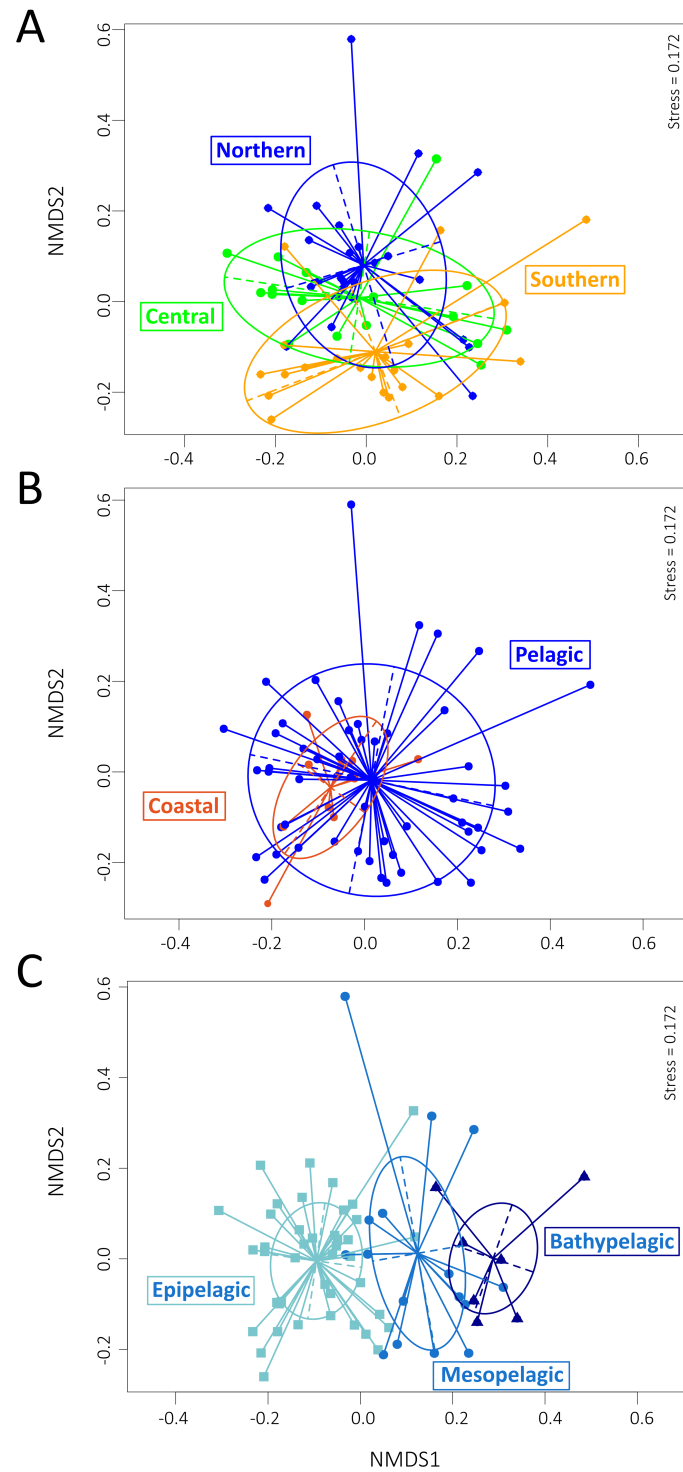 A
0.6
0.4
0.2
0.0
-0.2
NMDS2
Stress = 0.172
Northern
Central
Southern
-0.4
-0.2
0.0
0.2
0.4
0.6
B
0.6
0.4
0.2
0.0
-0.2
NMDS2
Stress = 0.172
Pelagic
Coastal
-0.4
-0.2
0.0
0.2
0.4
0.6
C
0.6
0.4
0.2
0.0
-0.2
NMDS2
Stress = 0.172
Bathypelagic
Epipelagic
Mesopelagic
-0.4
-0.2
0.0
0.2
0.4
0.6
NMDS1